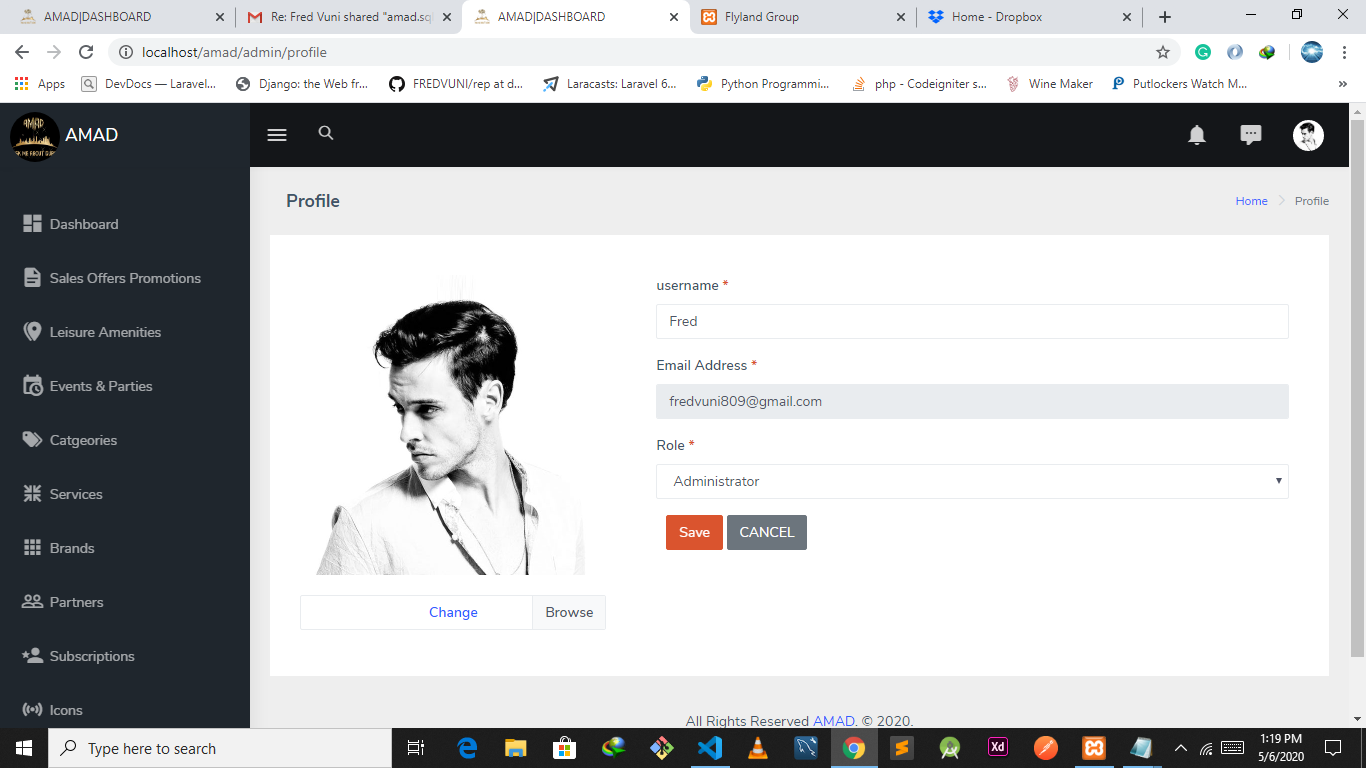 AMAD|DASHBOARD
Re: Fred Vuni shared "amad.sq
AMAD|DASHBOARD
Flyland Group
Home - Dropbox
localhost/amad/admin/profile
Apps
DevDocs — Laravel...
Django: the Web fr...
FREDVUNI/rep at d...
Laracasts: Laravel 6...
Python Programmi...
php - Codeigniter s...
Wine Maker
Putlockers Watch M...
»
AMAD
AMAD
Profile
Home
Profile
Dashboard
Sales Offers Promotions
Leisure Amenities
Events & Parties
Catgeories
Services
Brands
Partners
Subscriptions
Icons
username *
Fred
Email Address *
fredvuni809@gmail.com
Role *
Administrator
Save
CANCEL
Change
Browse
All Rights Reserved AMAD. © 2020.
Type here to search
Xd
1:19 PM
5/6/2020